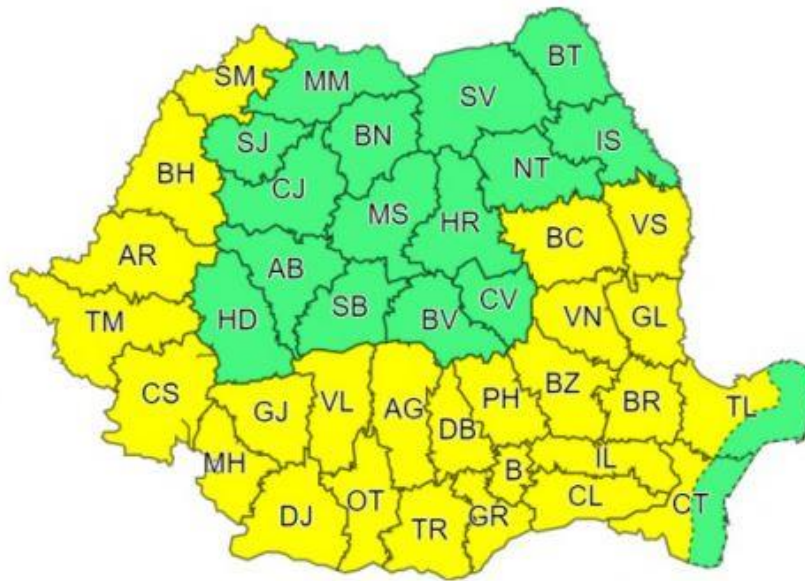 BT
SM
MM
SV
SJ
BN
IS
BH
CJ
NT
MS
HR
BC
VS
AR
AB
HD
SB
BV
CV
TM
VN
GL
CS
GJ
VL
AG
DB
PH
BZ
BR
TL
MH
B
IL
DJ
OT
TR
GR
CL
CT